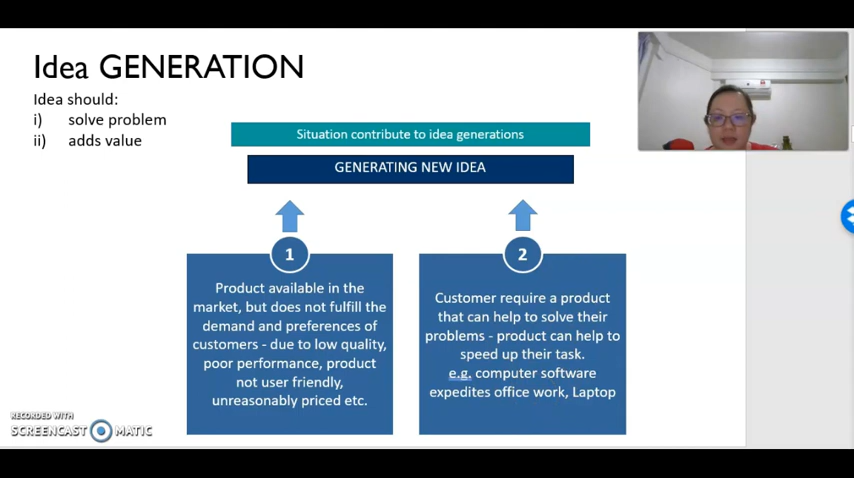 Idea GENERATION
Idea should:
i) solve problem
ii) adds value
Situation contribute to idea generations
GENERATING NEW IDEA
1
Product available in the
market, but does not fulfill the
demand and preferences of
customers - due to low quality,
poor performance, product
not user friendly,
unreasonably priced etc.
2
Customer require a product
that can help to solve their
problems - product can help to
speed up their task.
e.g. computer software
expedites office work, Laptop
RECORDED WITH
SCREENCAST MATIC